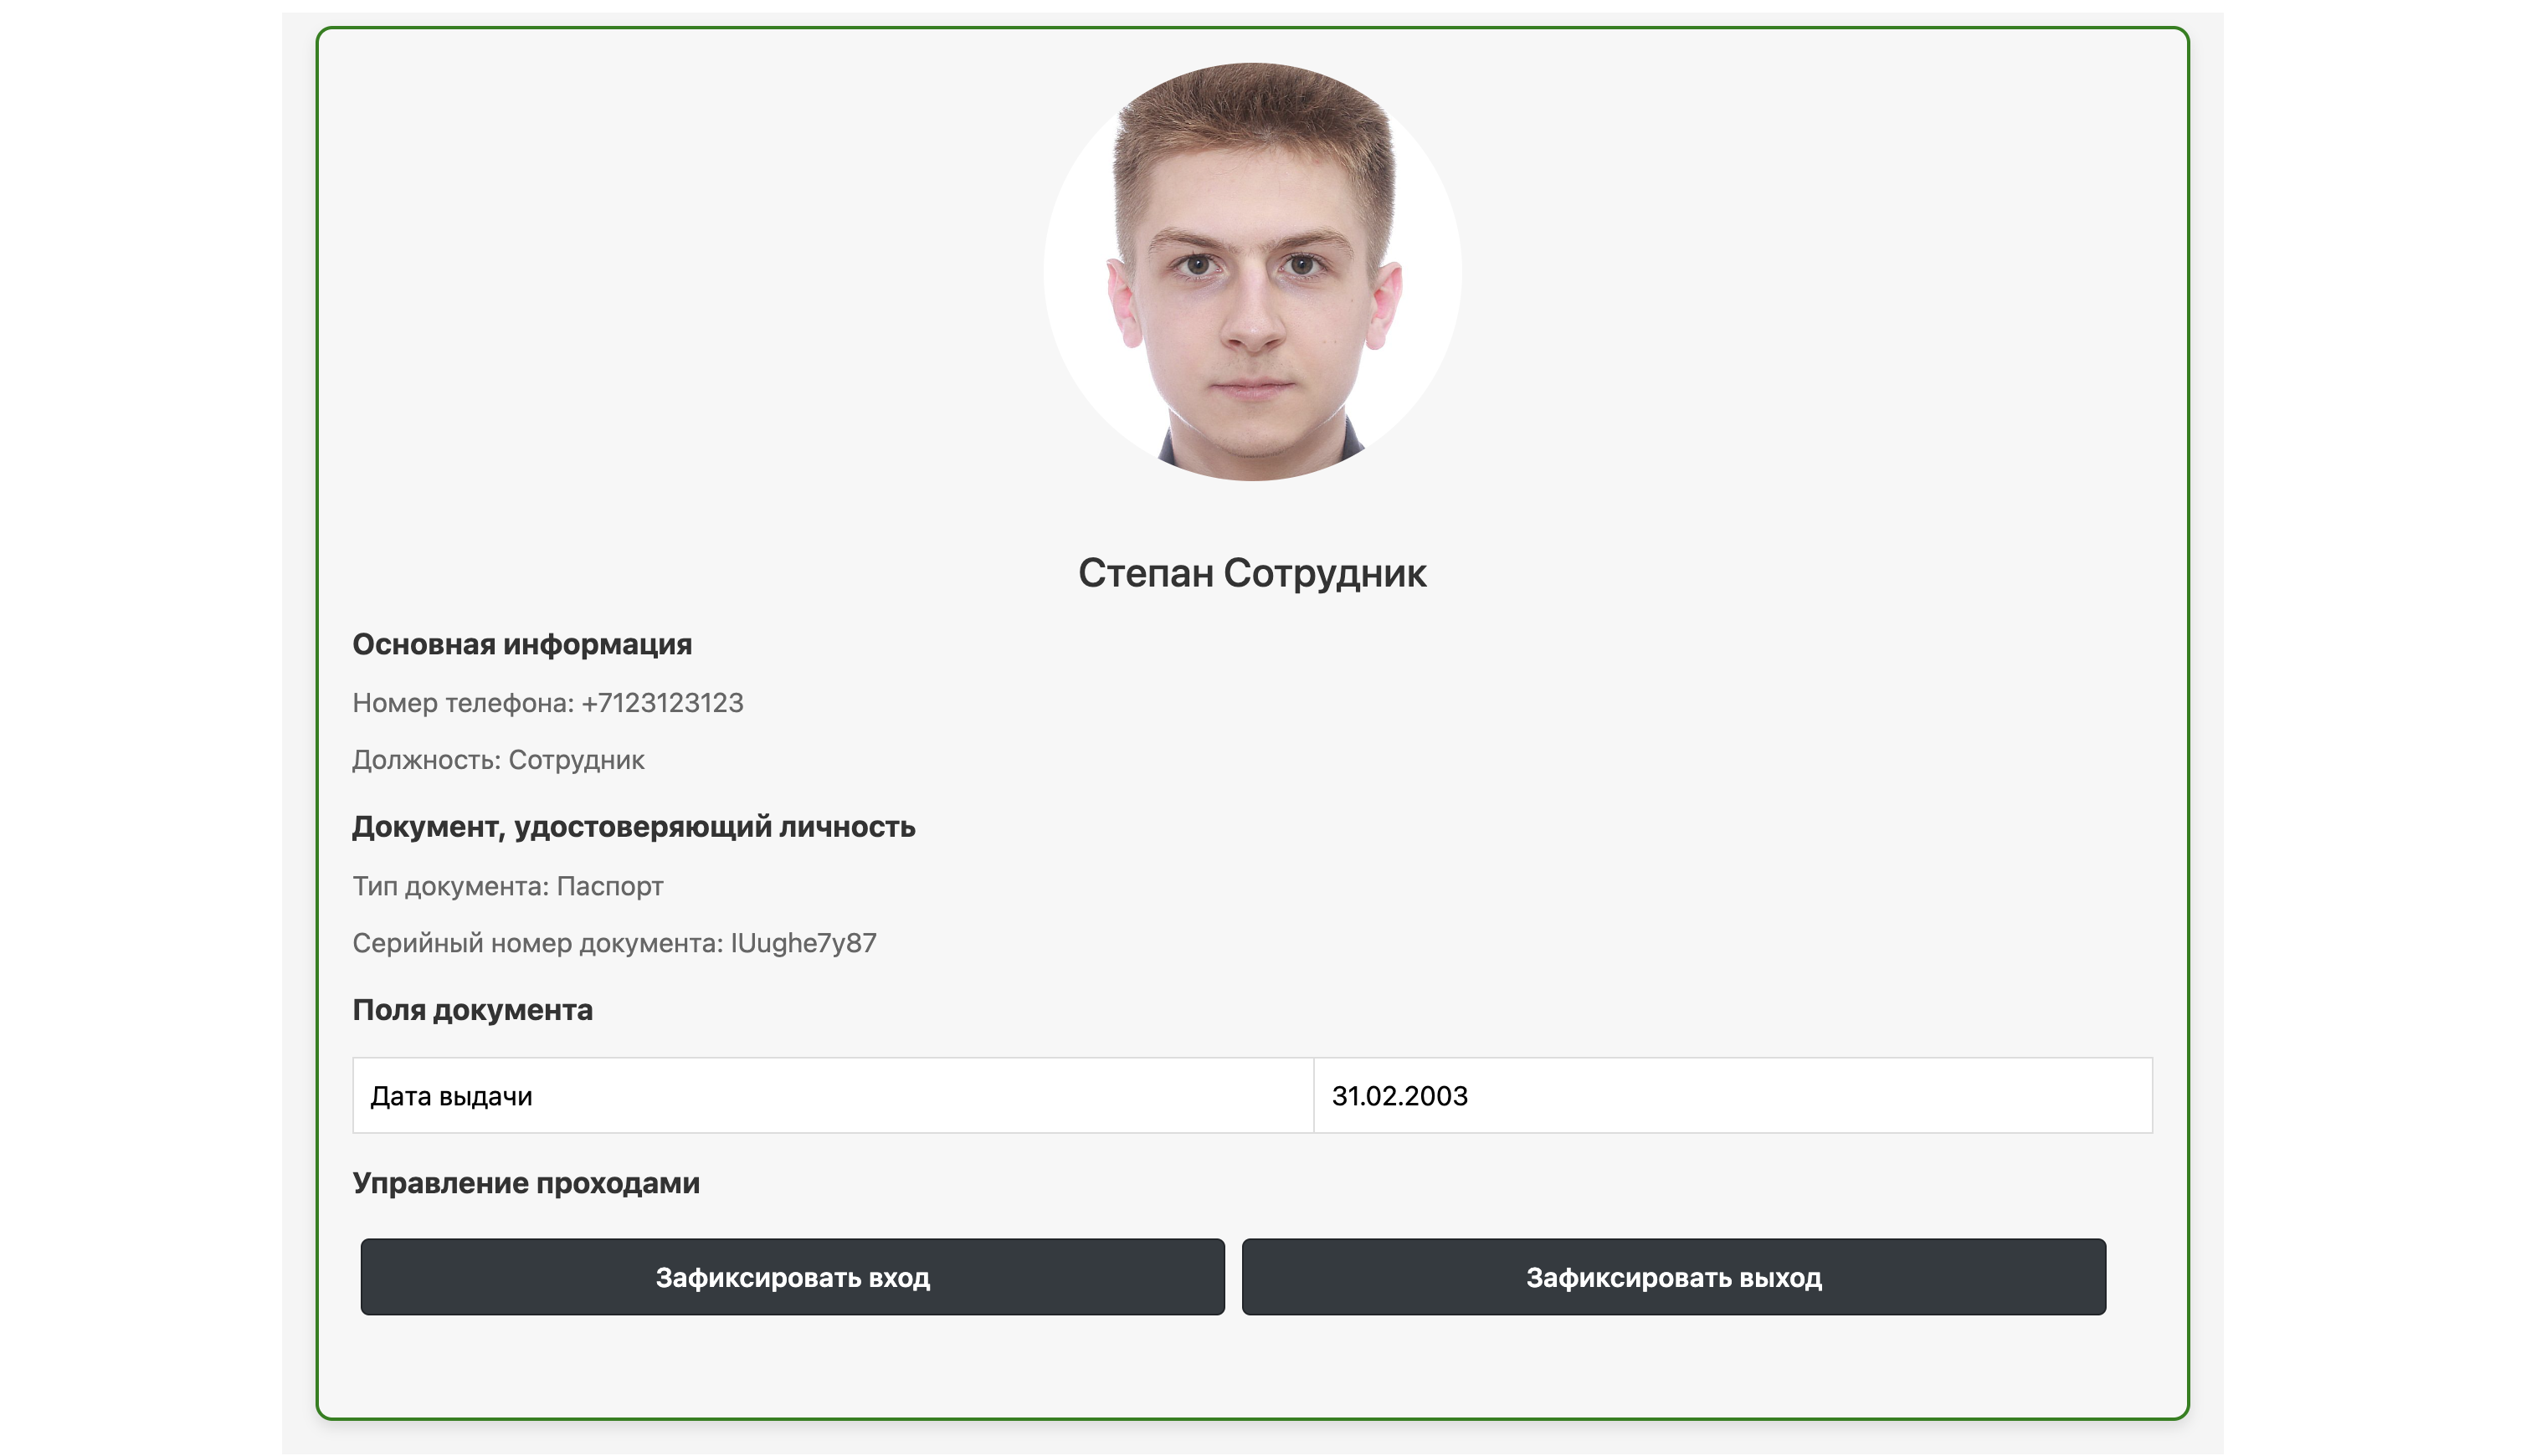 Степан Сотрудник
Основная информация
Номер телефона: +7123123123
Должность: Сотрудник
Документ, удостоверяющий личность
Тип документа: Паспорт
Серийный номер документа: IUughe7y87
Поля документа
Дата выдачи 31.02.2003
Управление проходами
Зафиксировать вход Зафиксировать выход